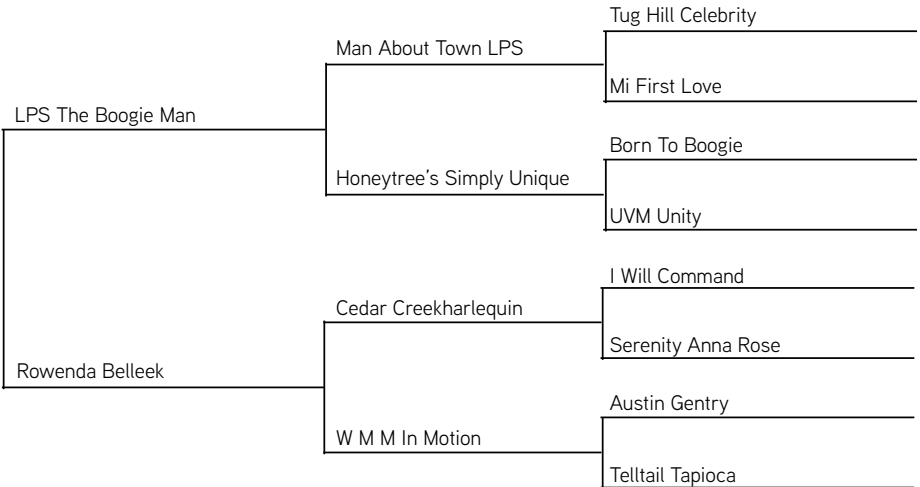 Tug Hill Celebrity
Man About Town LPS
Mi First Love
LPS The Boogie Man
Born To Boogie
Honeytree's Simply Unique
UVM Unity
I Will Command
Cedar Creekharlequin
Serenity Anna Rose
Rowenda Belleek
Austin Gentry
W M M In Motion
Telltail Tapioca